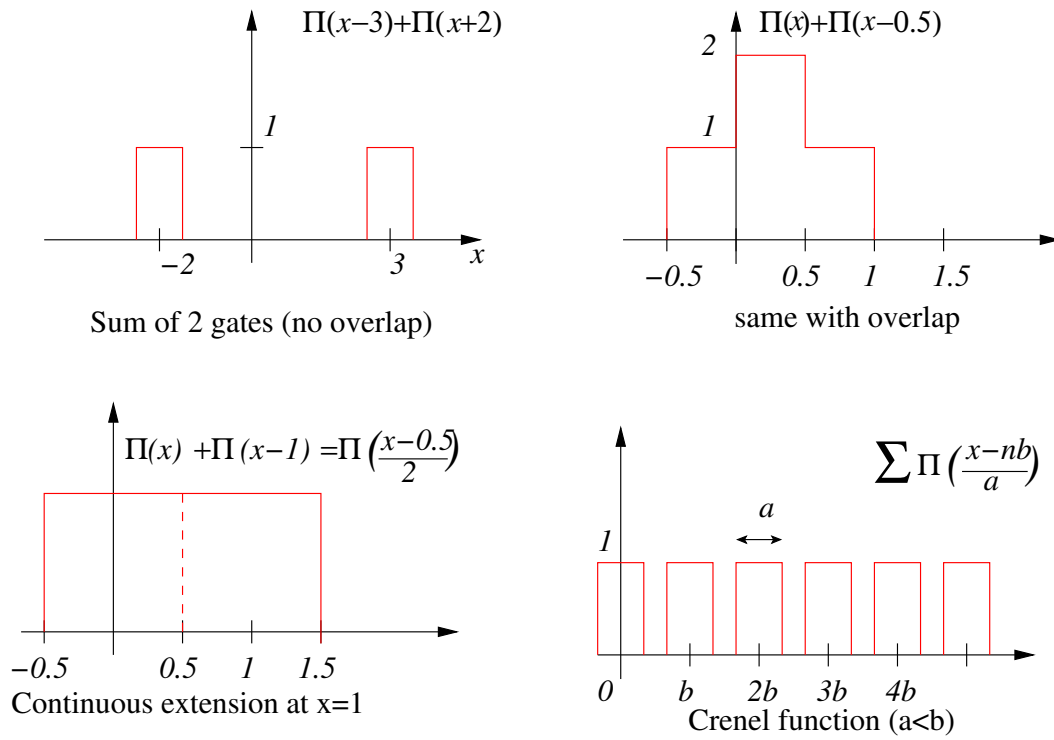 Π(x−3)+Π(x+2)
1
−2 3 x
Sum of 2 gates (no overlap)
Π(x)+Π(x−0.5)
2
1
−0.5 0.5 1 1.5
same with overlap
Π(x) +Π(x−1) =Π(x−0.5/2)
−0.5 0.5 1 1.5
Continuous extension at x=1
∑ Π(x−nb/a)
a
1
0 b 2b 3b 4b
Crenel function (a<b)